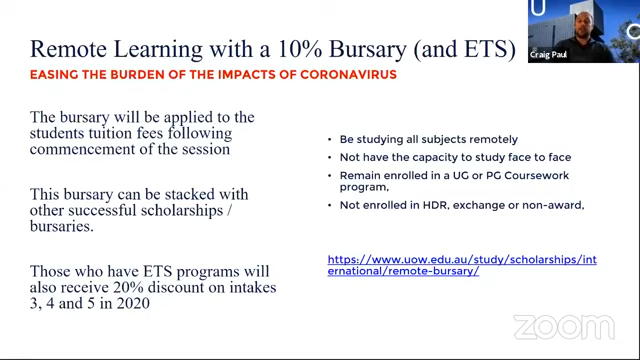 Remote Learning with a 10% Bursary (and ETS)
EASING THE BURDEN OF THE IMPACTS OF CORONAVIRUS
The bursary will be applied to the
students tuition fees following
commencement of the session
This bursary can be stacked with
other successful scholarships /
bursaries.
Those who have ETS programs will
also receive 20% discount on intakes
3, 4 and 5 in 2020
• Be studying all subjects remotely
• Not have the capacity to study face to face
• Remain enrolled in a UG or PG Coursework
program,
• Not enrolled in HDR, exchange or non-award,
https://www.uow.edu.au/study/scholarships/int
ernational/remote-bursary/
U
O
Craig Paul
zoom